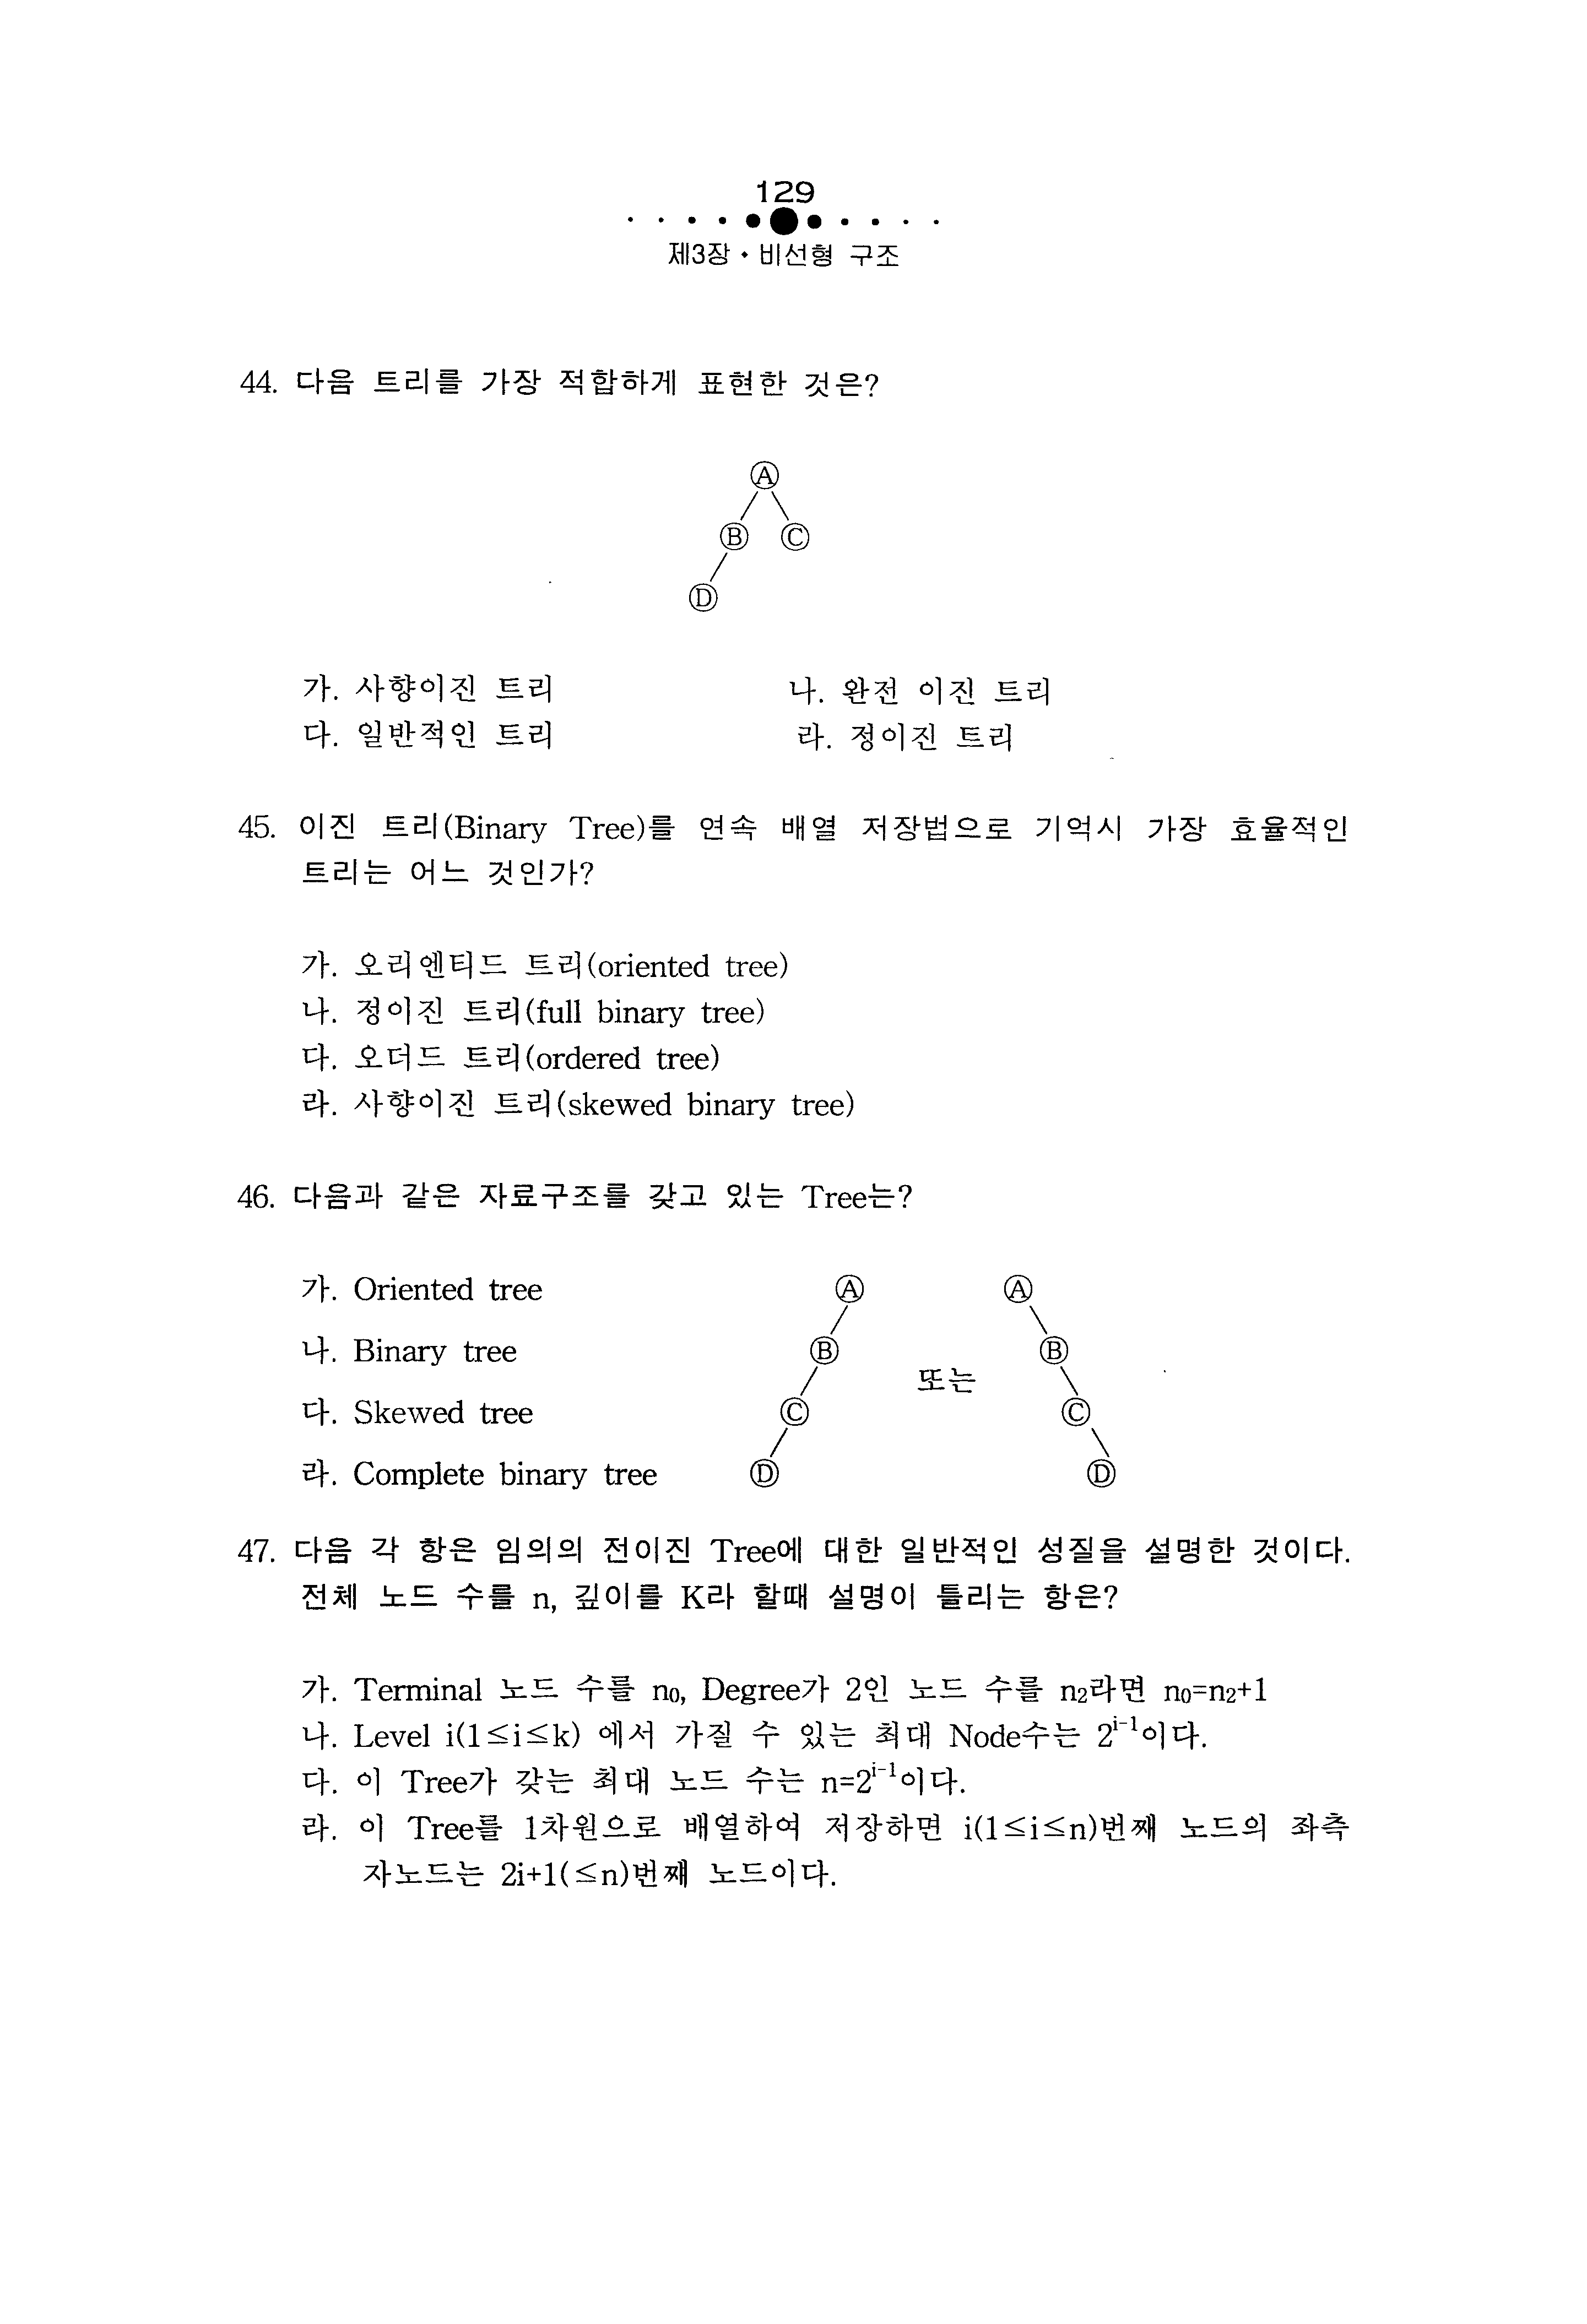 129
제3장 · 비선형 구조
44. 다음 트리를 가장 적합하게 표현한 것은?
Ⓐ
Ⓑ Ⓒ
Ⓓ
가. 사향이진 트리 나. 완전 이진 트리
다. 일반적인 트리 라. 정이진 트리
45. 이진 트리(Binary Tree)를 연속 배열 저장법으로 기억시 가장 효율적인
트리는 어느 것인가?
가. 오리엔티드 트리(oriented tree)
나. 정이진 트리(full binary tree)
다. 오더드 트리(ordered tree)
라. 사향이진 트리(skewed binary tree)
46. 다음과 같은 자료구조를 갖고 있는 Tree는?
가. Oriented tree Ⓐ Ⓐ
나. Binary tree Ⓑ Ⓑ
또는
다. Skewed tree Ⓒ Ⓒ
라. Complete binary tree Ⓓ Ⓓ
47. 다음 각 항은 임의의 전이진 Tree에 대한 일반적인 성질을 설명한 것이다.
전체 노드 수를 n, 깊이를 K라 할때 설명이 틀리는 항은?
가. Terminal 노드 수를 n₀, Degree가 2인 노드 수를 n₂라면 n₀=n₂+1
나. Level i(1≤i≤k) 에서 가질 수 있는 최대 Node수는 2ⁱ⁻¹이다.
다. 이 Tree가 갖는 최대 노드 수는 n=2ⁱ⁻¹이다.
라. 이 Tree를 1차원으로 배열하여 저장하면 i(1≤i≤n)번째 노드의 좌측
자노드는 2i+1(≤n)번째 노드이다.